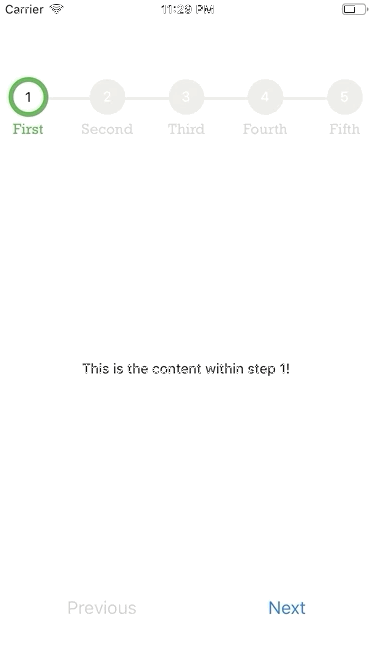 Carrier 11:29 PM
1 2 3 4 5
First Second Third Fourth Fifth
This is the content within step 1!
Previous Next